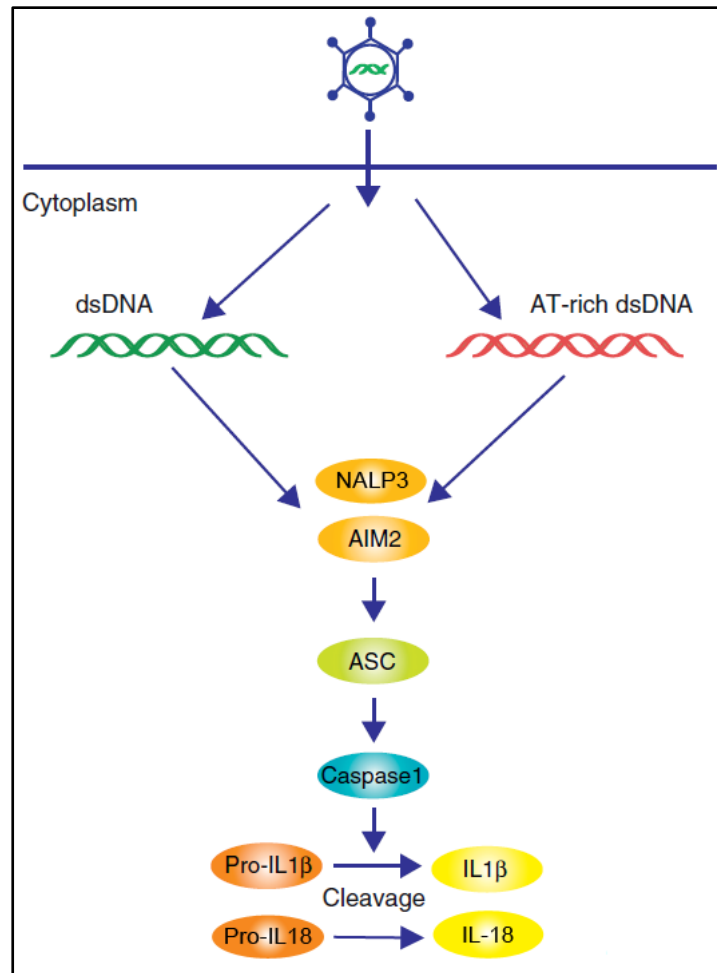 Cytoplasm
dsDNA
AT-rich dsDNA
NALP3
AIM2
ASC
Caspase1
Pro-IL1β
IL1β
Cleavage
Pro-IL18
IL-18